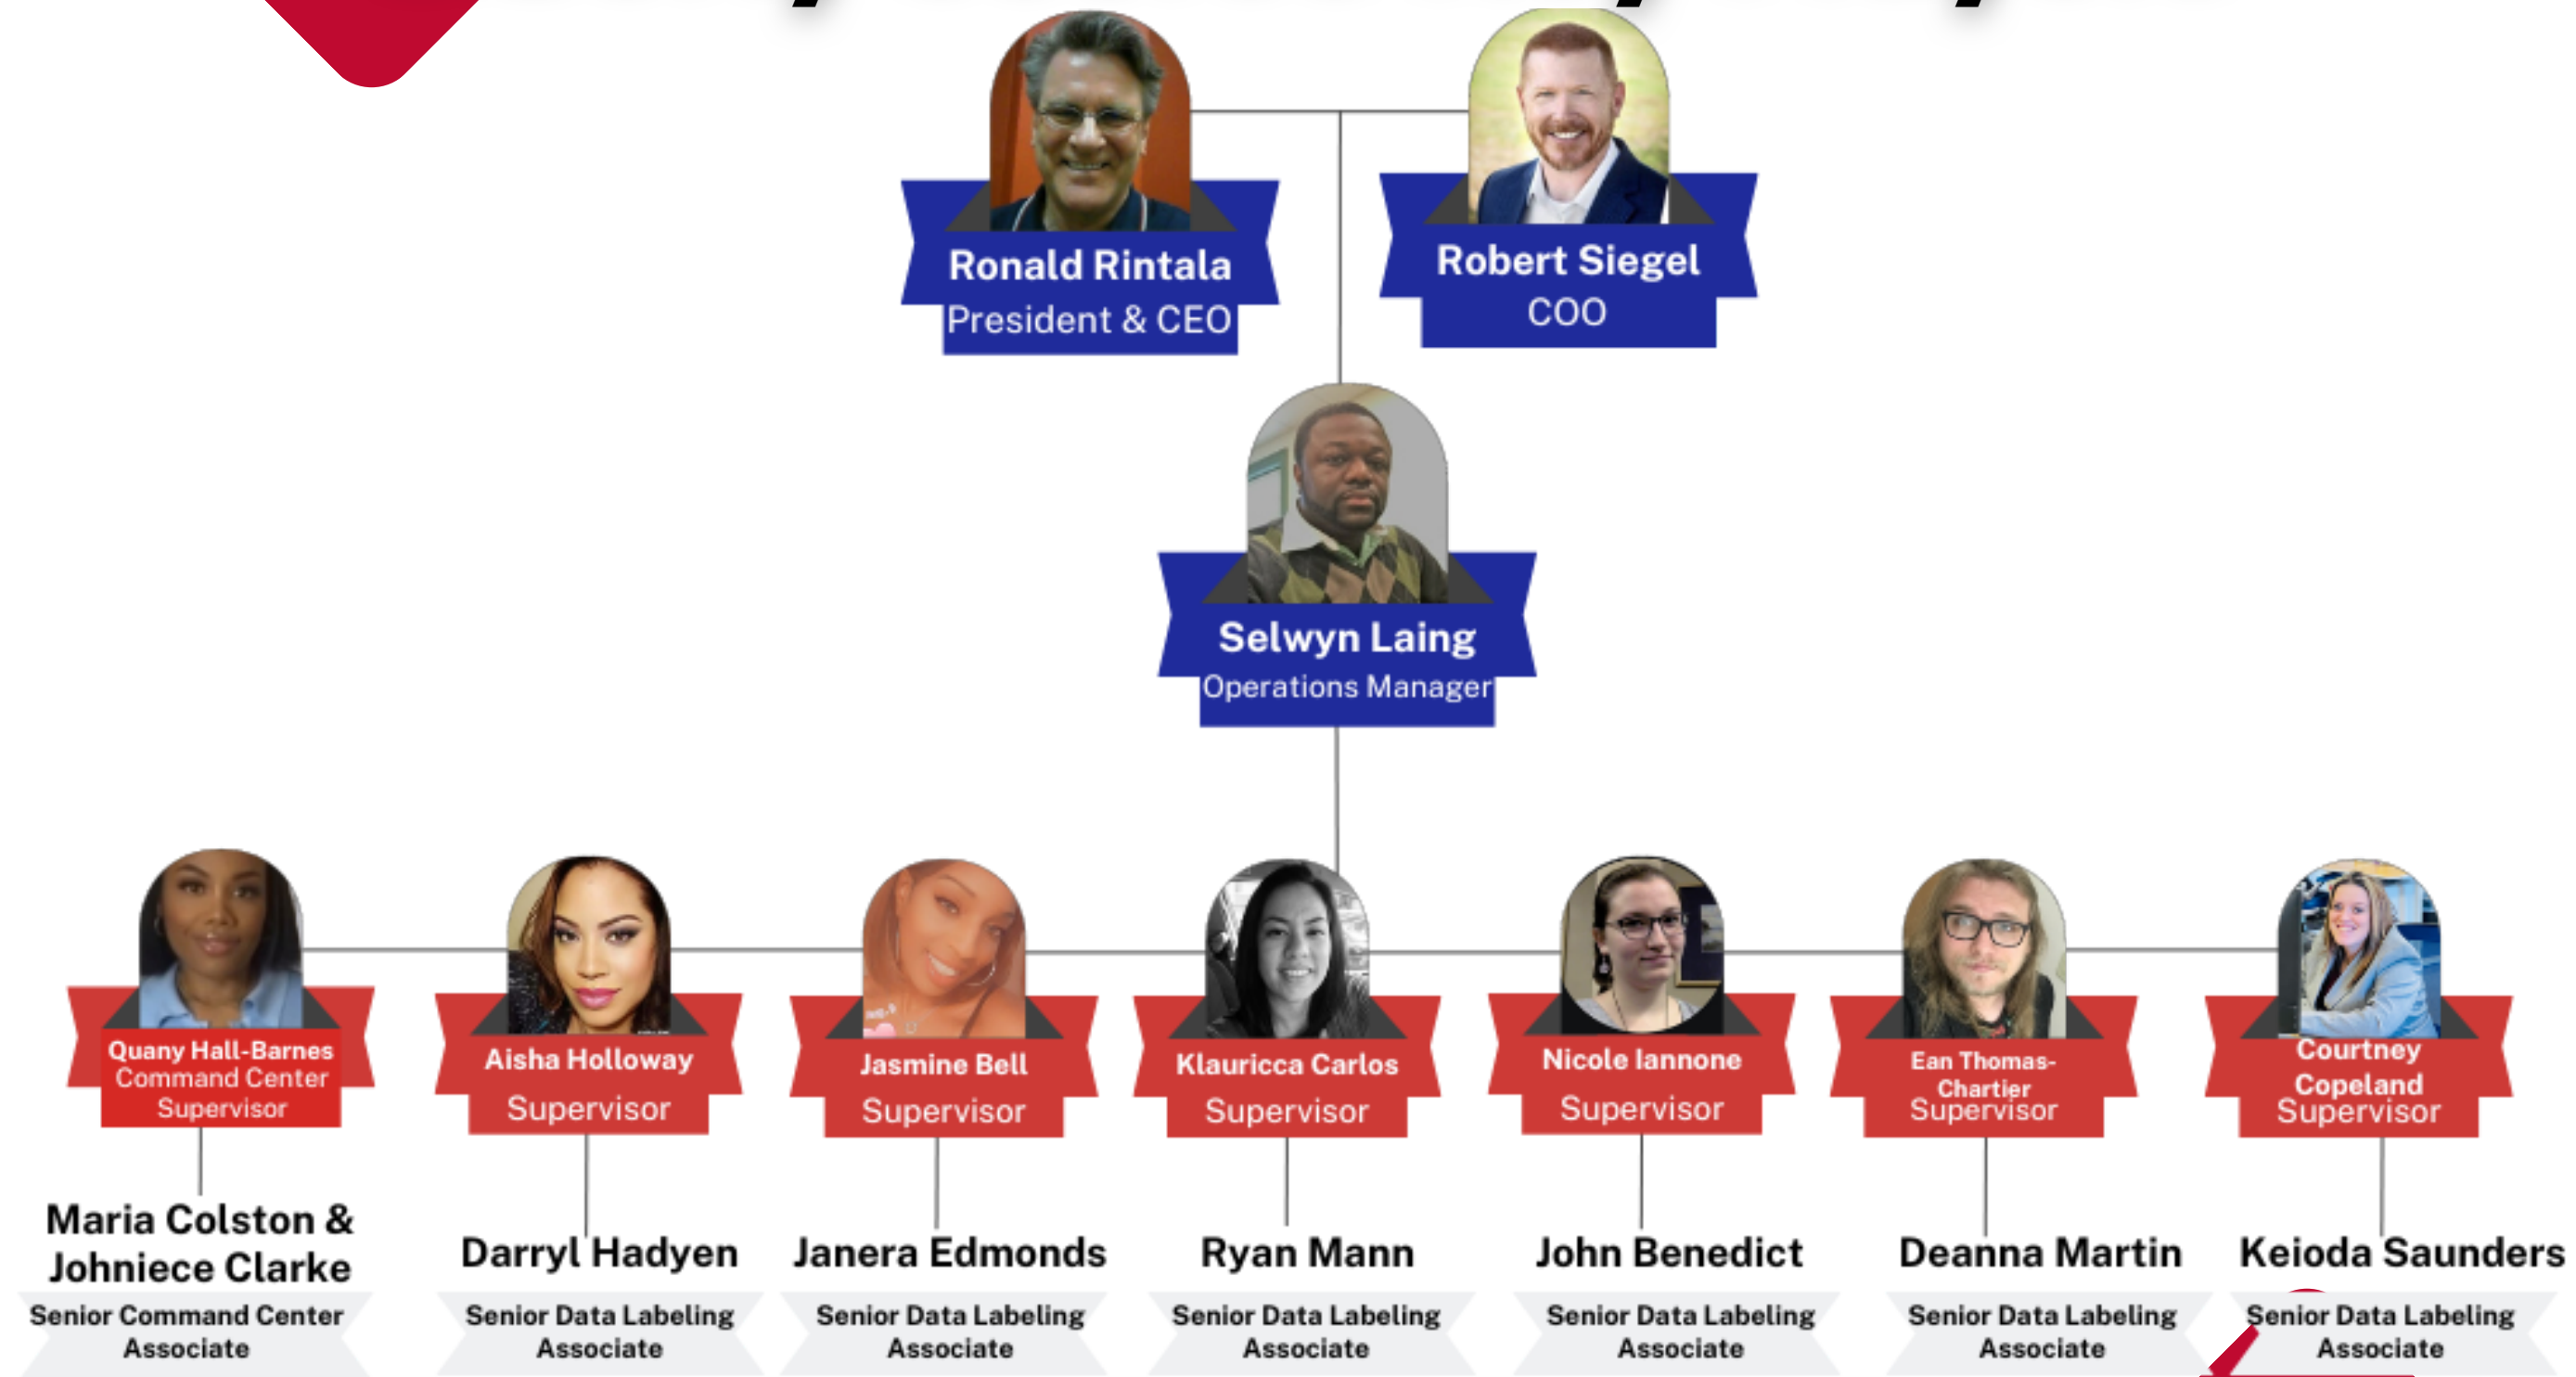 Ronald Rintala
President & CEO
Robert Siegel
COO
Selwyn Laing
Operations Manager
Quany Hall-Barnes
Command Center
Supervisor
Aisha Holloway
Supervisor
Jasmine Bell
Supervisor
Klauricca Carlos
Supervisor
Nicole Iannone
Supervisor
Ean Thomas-
Chartier
Supervisor
Courtney
Copeland
Supervisor
Maria Colston &
Johniece Clarke
Senior Command Center
Associate
Darryl Hadyen
Senior Data Labeling
Associate
Janera Edmonds
Senior Data Labeling
Associate
Ryan Mann
Senior Data Labeling
Associate
John Benedict
Senior Data Labeling
Associate
Deanna Martin
Senior Data Labeling
Associate
Keioda Saunders
Senior Data Labeling
Associate